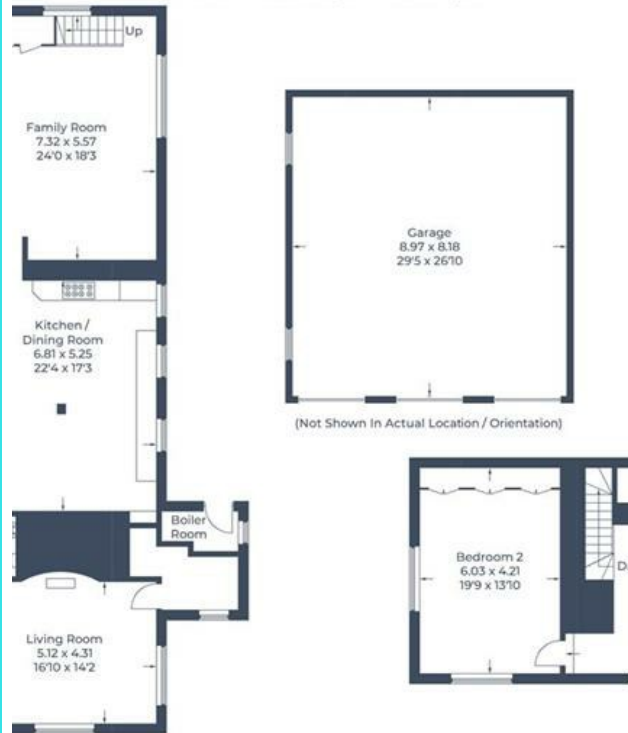 Up
Family Room
7.32 x 5.57
24'0 x 18'3
Garage
8.97 x 8.18
29'5 x 26'10
Kitchen /
Dining Room
6.81 x 5.25
22'4 x 17'3
(Not Shown In Actual Location / Orientation)
Boiler
Room
Bedroom 2
6.03 x 4.21
19'9 x 13'10
Living Room
5.12 x 4.31
16'10 x 14'2